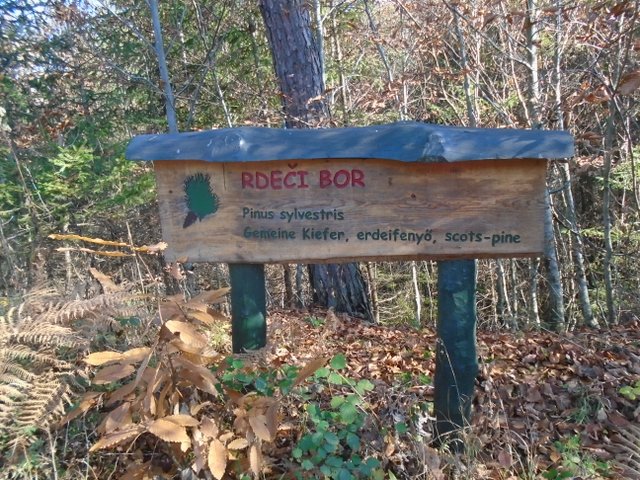 RDEČI BOR
Pinus sylvestris
Gemeine Kiefer, erdeifenyő, scots-pine